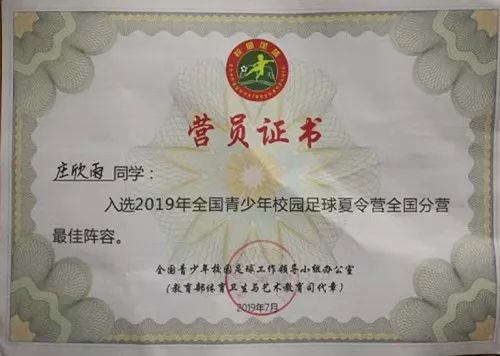 校园足球
营员证书
庄欣雨 同学：
入选2019年全国青少年校园足球夏令营全国分营
最佳阵容。
全国青少年校园足球工作领导小组办公室
(教育部体育卫生与艺术教育司代章)
2019年7月